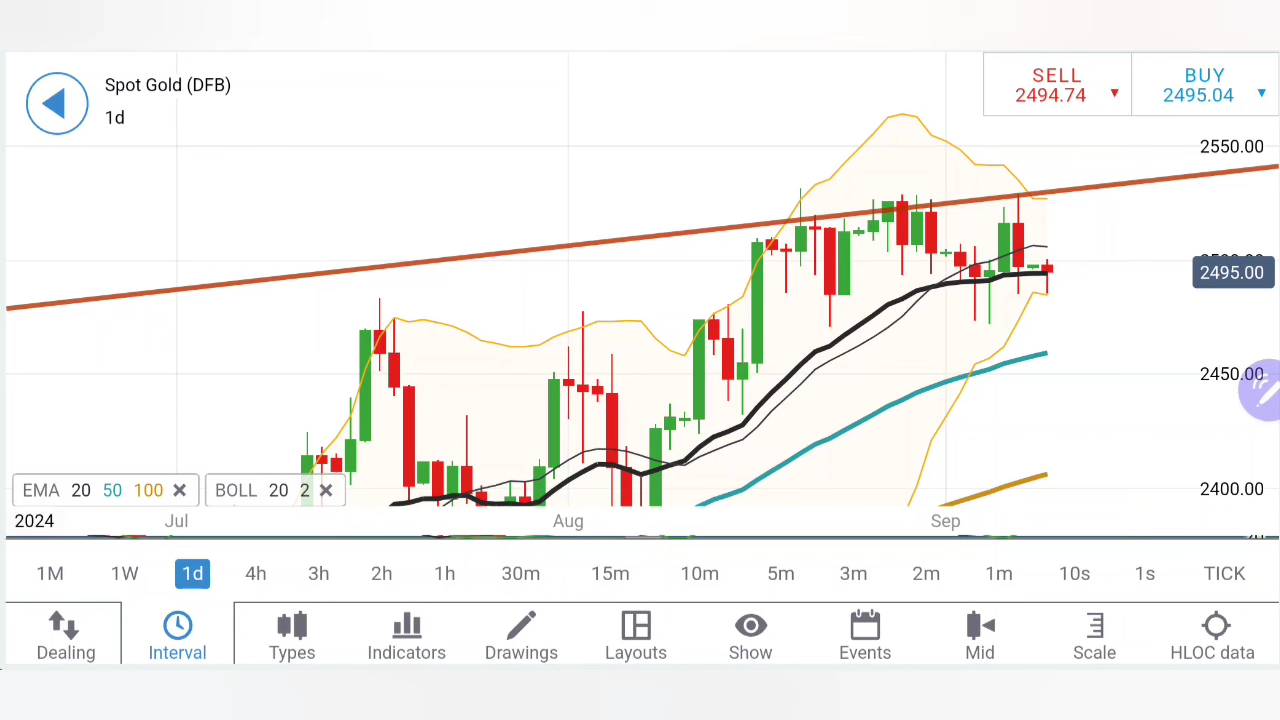 Spot Gold (DFB)
1d
SELL
2494.74
BUY
2495.04
2550.00
2495.00
2450.00
2400.00
EMA 20 50 100
BOLL 20 2
2024 Jul Aug Sep
1M 1W 1d 4h 3h 2h 1h 30m 15m 10m 5m 3m 2m 1m 10s 1s TICK
Dealing Interval Types Indicators Drawings Layouts Show Events Mid Scale HLOC data